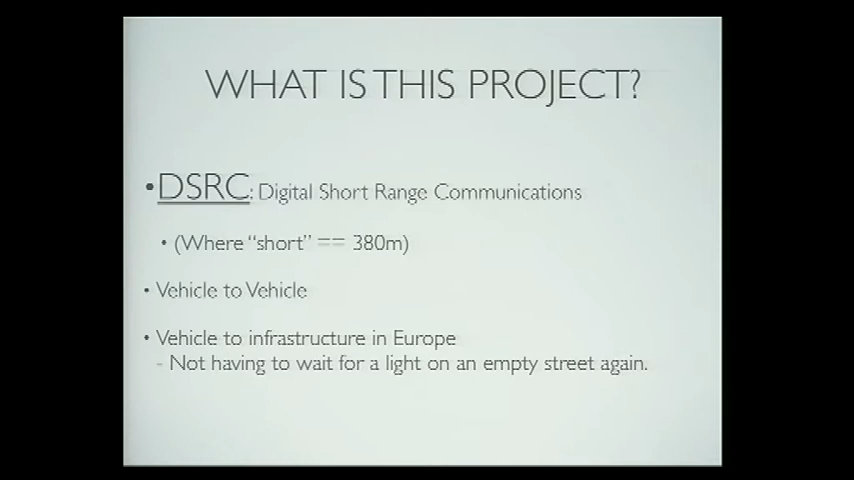 WHAT IS THIS PROJECT?
•DSRC: Digital Short Range Communications
• (Where "short" == 380m)
• Vehicle to Vehicle
• Vehicle to infrastructure in Europe
- Not having to wait for a light on an empty street again.